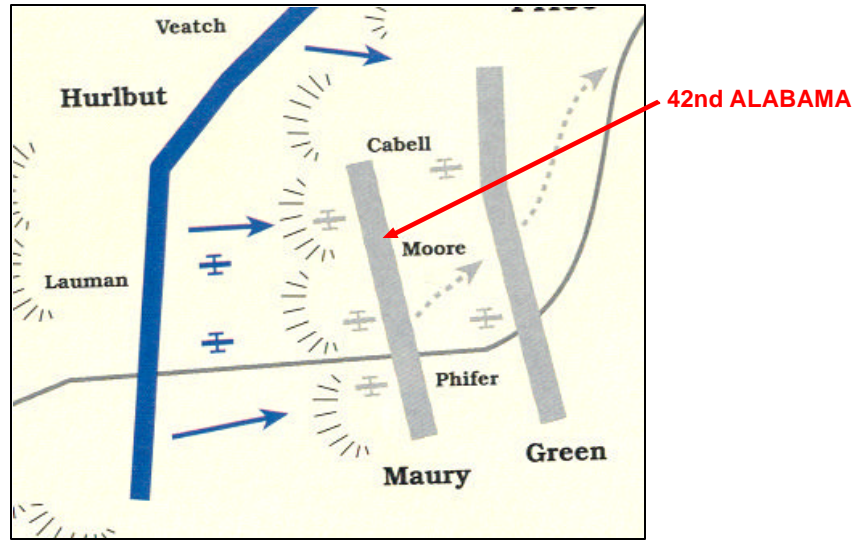 Veatch
Hurlbut
42nd ALABAMA
Cabell
Moore
Lauman
Phifer
Green
Maury